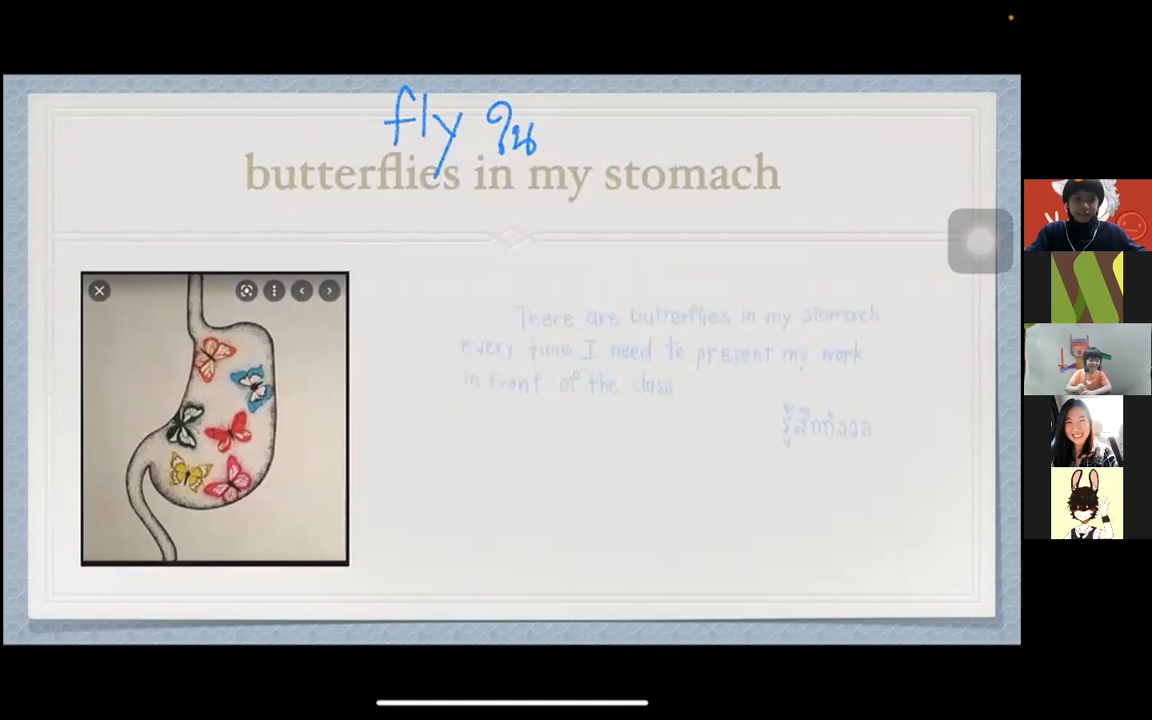 fly ใน
butterflies in my stomach
There are butterflies in my stomach
every time I need to present my work
in front of the class
รู้สึกกังวล